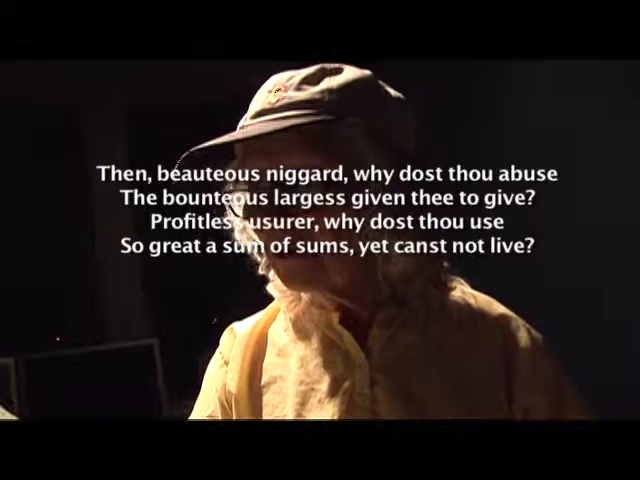 Then, beauteous niggard, why dost thou abuse
The bounteous largess given thee to give?
Profitless usurer, why dost thou use
So great a sum of sums, yet canst not live?